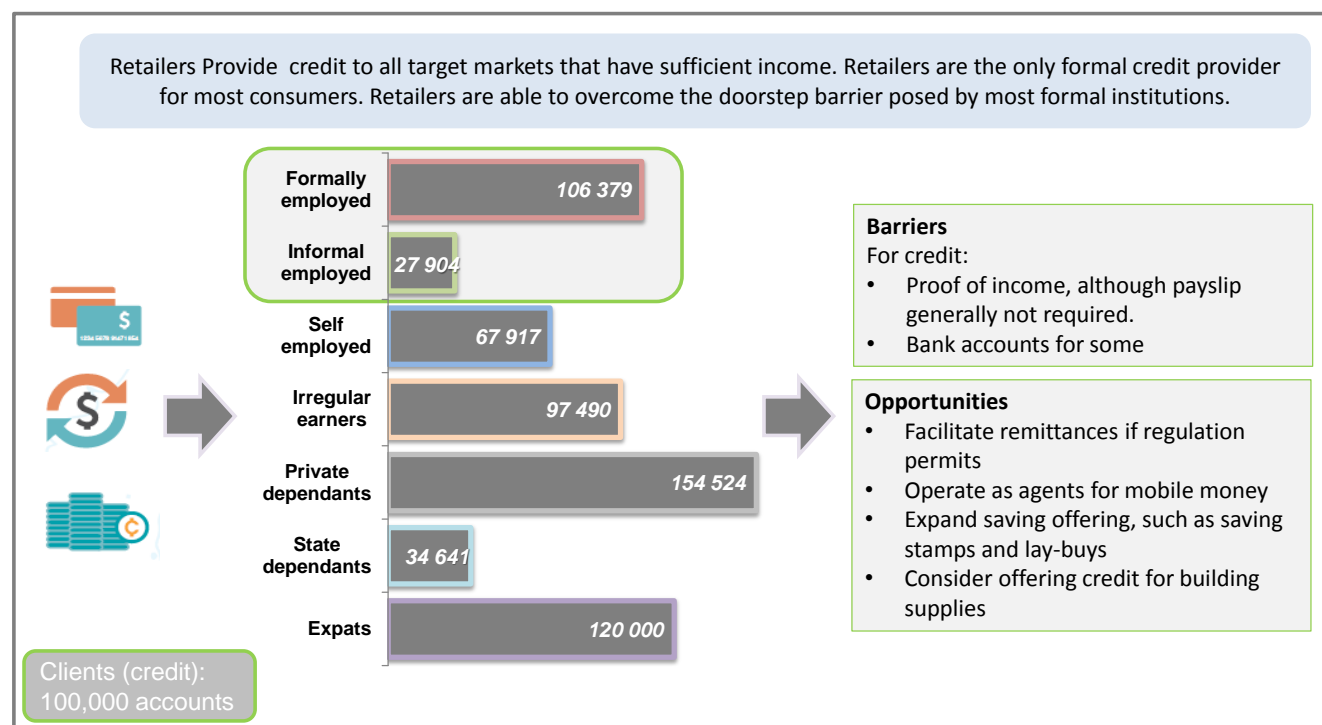 Retailers Provide credit to all target markets that have sufficient income. Retailers are the only formal credit provider
for most consumers. Retailers are able to overcome the doorstep barrier posed by most formal institutions.
Formally
employed
106 379
Informal
employed
27 904
Self
employed
67 917
Irregular
earners
97 490
Private
dependants
154 524
State
dependants
34 641
Expats
120 000
Clients (credit):
100,000 accounts
$
$
¢
Barriers
For credit:
• Proof of income, although payslip
generally not required.
• Bank accounts for some
Opportunities
• Facilitate remittances if regulation
permits
• Operate as agents for mobile money
• Expand saving offering, such as saving
stamps and lay-buys
• Consider offering credit for building
supplies